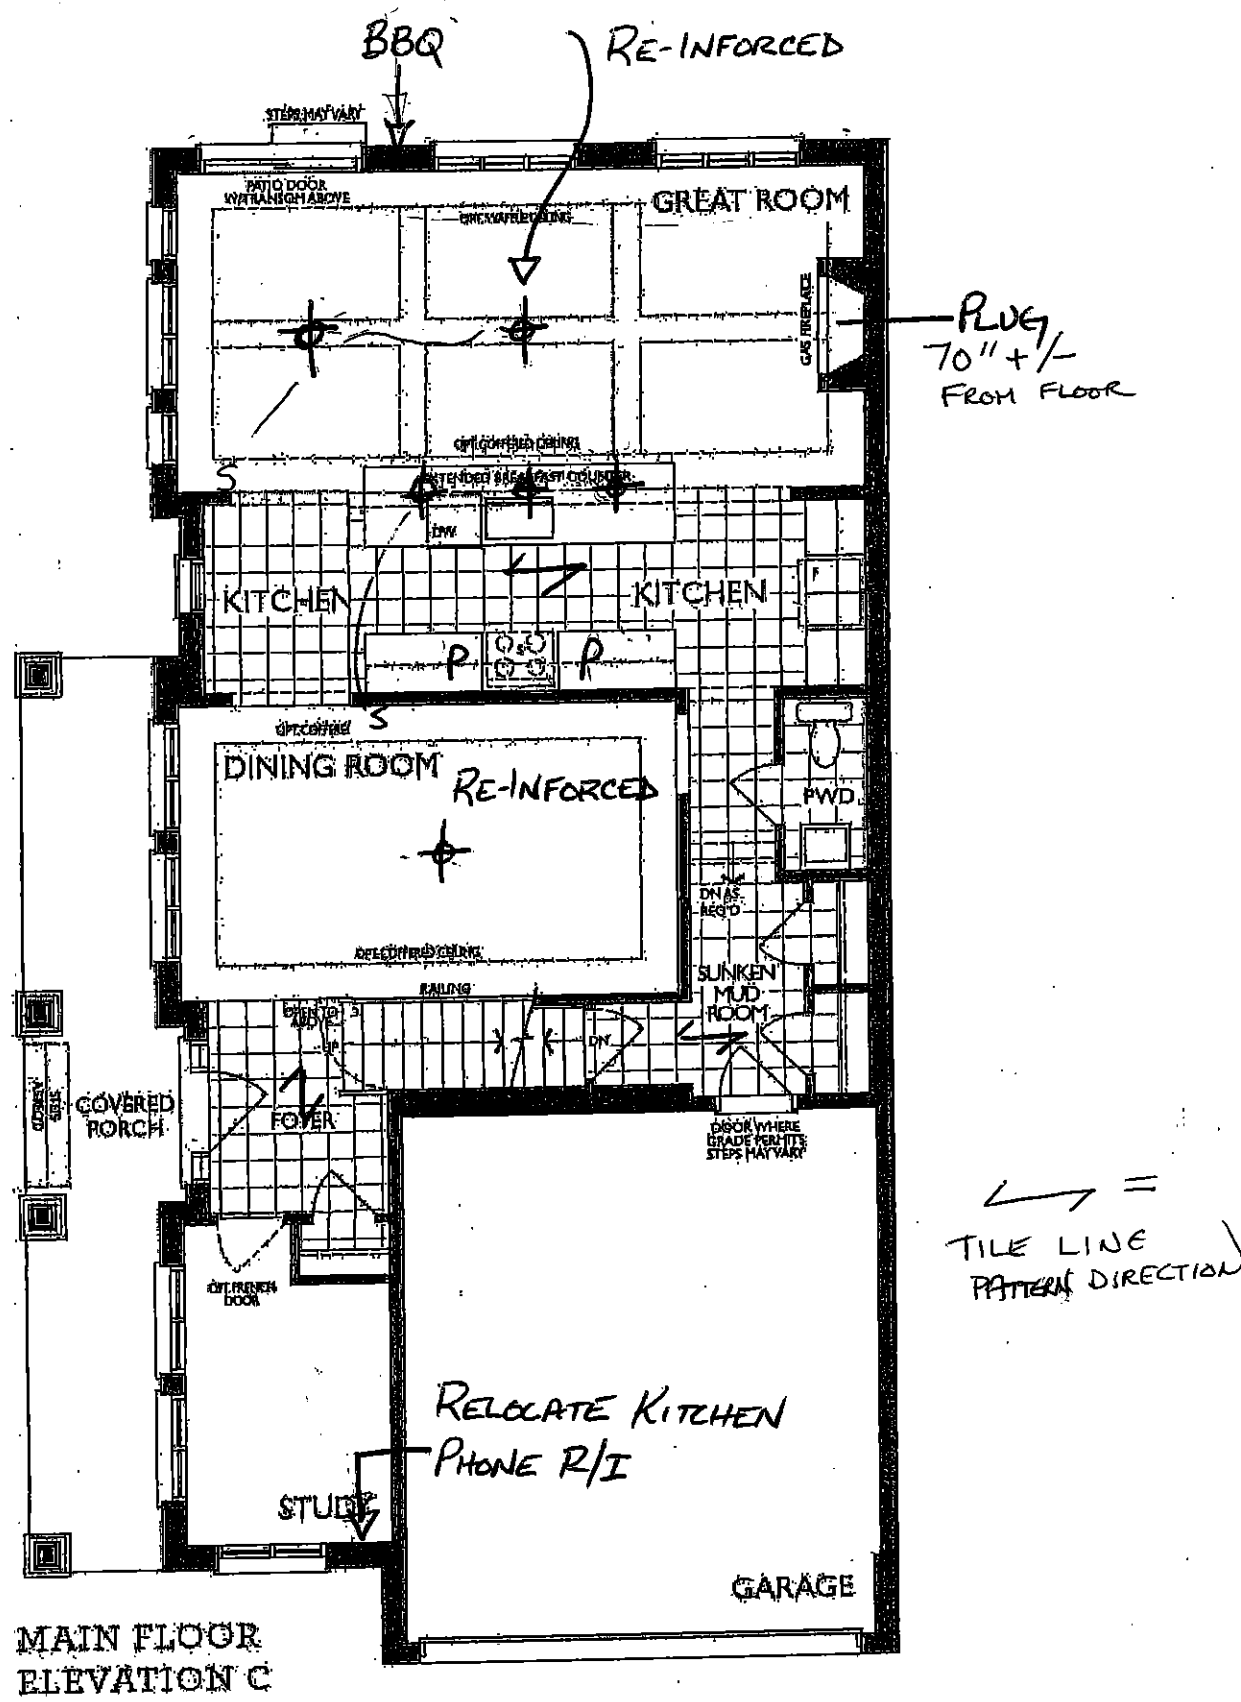 BBQ
RE-INFORCED
STEPS MAY VARY
PATIO DOOR
W/TRANSOM ABOVE
GREAT ROOM
GAS FIREPLACE
PLUG
70" +/-
FROM FLOOR
OPT. COFFERED CEILING
S
EXTENDED BREAKFAST COUNTER
DW
KITCHEN
KITCHEN
F
P
S
P
S
OPT. COFFERED
DINING ROOM
RE-INFORCED
PWD.
DN AS
REQ'D
OPT. COFFERED CEILING
SUNKEN
MUD
ROOM
RAILING
OPEN TO
ABOVE
UP
DN
COVERED
PORCH
FOYER
DOOR WHERE
GRADE PERMITS
STEPS MAY VARY
=
TILE LINE
PATTERN DIRECTION
OPT. FRENCH
DOOR
RELOCATE KITCHEN
PHONE R/I
STUDY
GARAGE
MAIN FLOOR
ELEVATION C